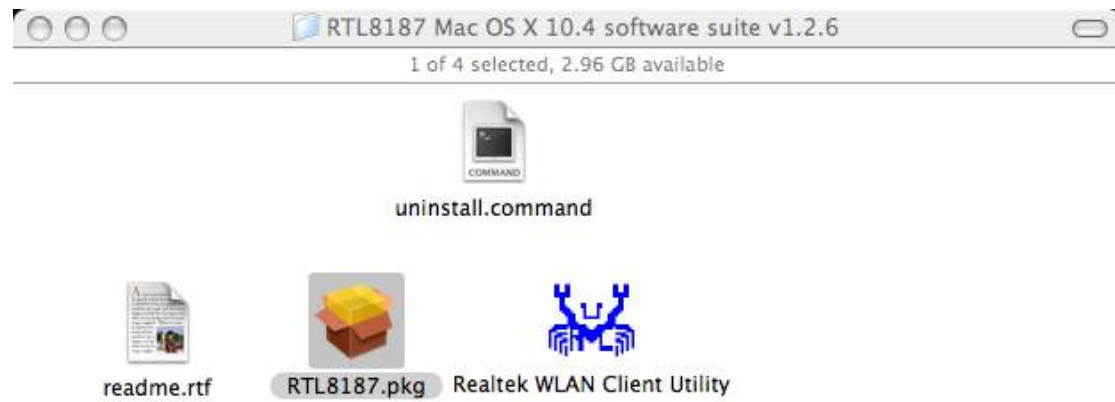 RTL8187 Mac OS X 10.4 software suite v1.2.6
1 of 4 selected, 2.96 GB available
COMMAND
uninstall.command
readme.rtf
RTL8187.pkg
Realtek WLAN Client Utility